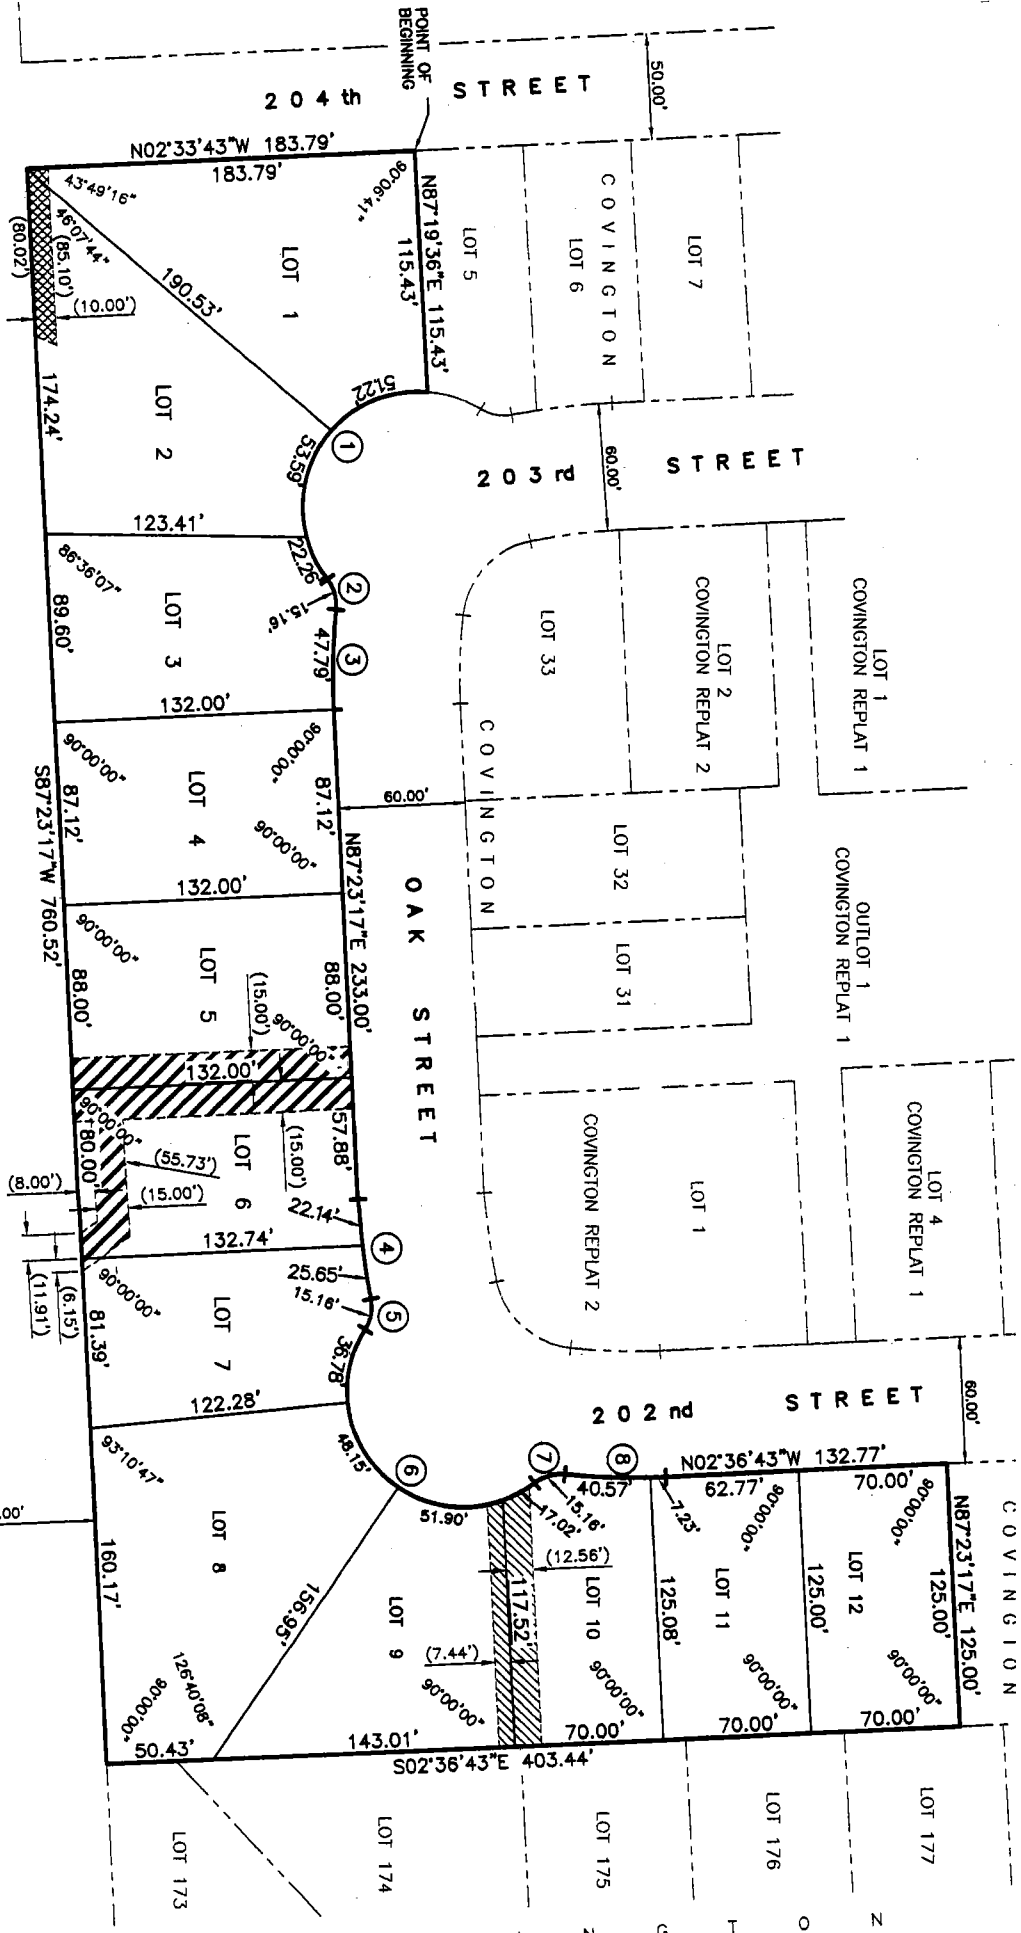 POINT OF
BEGINNING
204th STREET
50.00'
N02°33'43"W 183.79'
183.79'
43°49'16"
46°07'44"
(85.10')
(80.02')
(10.00')
190.53'
90°06'41"
N87°19'36"E 115.43'
115.43'
LOT 1
LOT 5
LOT 6
LOT 7
COVINGTON
51.22'
1
53.59'
22.26'
2
15.16'
3
47.79'
203rd STREET
60.00'
60.00'
LOT 2
174.24'
123.41'
86°36'07"
LOT 3
89.60'
132.00'
LOT 33
LOT 2
COVINGTON REPLAT 2
LOT 1
COVINGTON REPLAT 1
90°00'00"
90°00'00"
90°00'00"
LOT 4
87.12'
87.12'
132.00'
S87°23'17"W 760.52'
N87°23'17"E 233.00'
OAK STREET
COVINGTON
LOT 32
LOT 31
OUTLOT 1
COVINGTON REPLAT 1
90°00'00"
LOT 5
88.00'
88.00'
(15.00')
90°00'00"
132.00'
57.88'
90°00'00"
80.00'
(15.00')
(55.73')
(15.00')
(8.00')
LOT 6
22.14'
132.74'
4
25.65'
15.16'
5
(11.91')
(6.15')
90°00'00"
81.39'
LOT 7
36.78'
122.28'
LOT 1
COVINGTON REPLAT 2
LOT 4
COVINGTON REPLAT 1
202nd STREET
60.00'
93°10'47"
48.15'
6
51.90'
7
8
40.57'
15.16'
17.02'
7.23'
N02°36'43"W 132.77'
62.77'
70.00'
N87°23'17"E 125.00'
125.00'
COVINGTON
.00'
160.17'
LOT 8
156.95'
LOT 9
117.52'
(12.56')
(7.44')
LOT 10
125.08'
LOT 11
125.00'
LOT 12
90°00'00"
90°00'00"
126°40'08"
90°00'00"
90°00'00"
90°00'00"
90°00'00"
90°00'00"
50.43'
143.01'
70.00'
70.00'
70.00'
S02°36'43"E 403.44'
LOT 173
LOT 174
LOT 175
LOT 176
LOT 177
NGTON